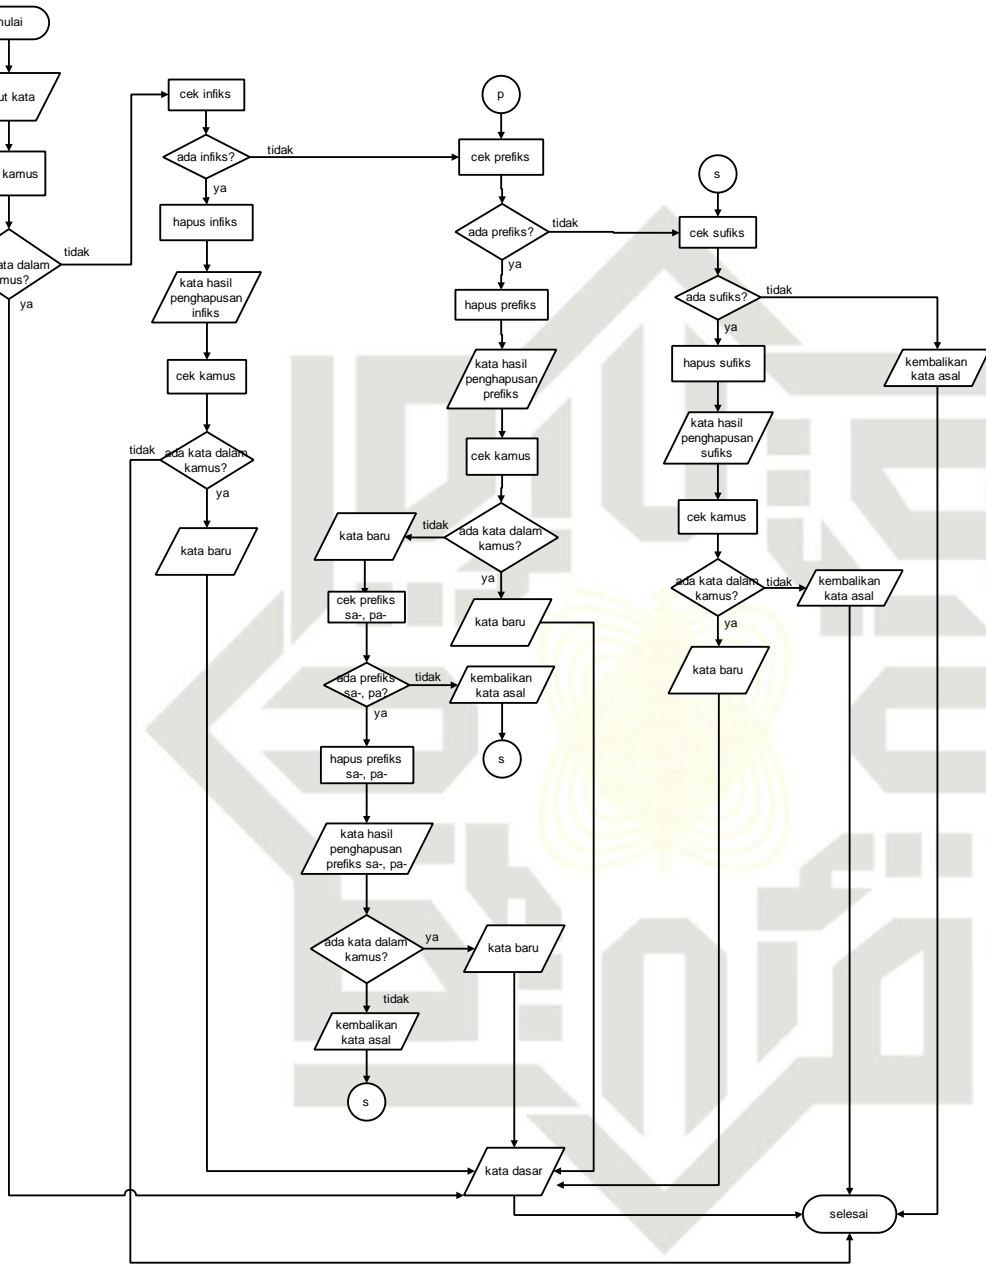 mulai
ut kata
kamus
ata dalam
mus?
tidak
ya
cek infiks
ada infiks?
tidak
ya
hapus infiks
kata hasil
penghapusan
infiks
cek kamus
ada kata dalam
kamus?
tidak
ya
kata baru
p
cek prefiks
ada prefiks?
tidak
ya
hapus prefiks
kata hasil
penghapusan
prefiks
cek kamus
ada kata dalam
kamus?
tidak
ya
kata baru
kata baru
cek prefiks
sa-, pa-
ada prefiks
sa-, pa?
tidak
ya
kembalikan
kata asal
s
hapus prefiks
sa-, pa-
kata hasil
penghapusan
prefiks sa-, pa-
ada kata dalam
kamus?
ya
kata baru
tidak
kembalikan
kata asal
s
s
cek sufiks
ada sufiks?
tidak
ya
kembalikan
kata asal
hapus sufiks
kata hasil
penghapusan
sufiks
cek kamus
ada kata dalam
kamus?
tidak
kembalikan
kata asal
ya
kata baru
kata dasar
selesai